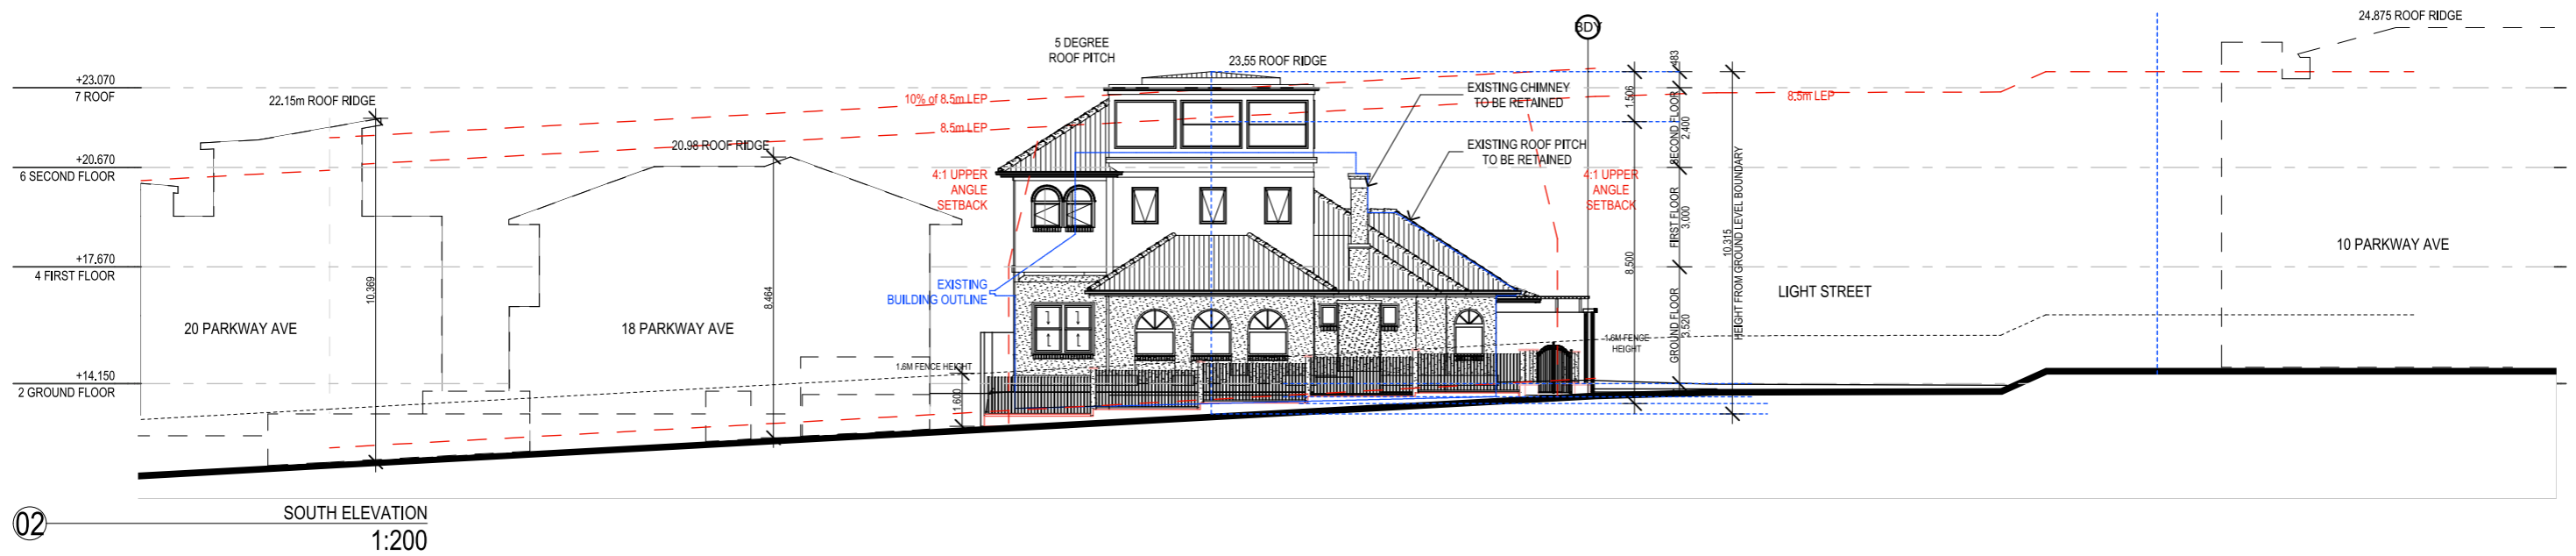 BDY
24.875 ROOF RIDGE
5 DEGREE
ROOF PITCH
23,55 ROOF RIDGE
483
+23.070
7 ROOF
22.15m ROOF RIDGE
10% of 8.5m LEP
8.5m LEP
EXISTING CHIMNEY
TO BE RETAINED
1.506
SECOND FLOOR
2,400
8.5m LEP
20.98 ROOF RIDGE
EXISTING ROOF PITCH
TO BE RETAINED
+20.670
6 SECOND FLOOR
4:1 UPPER
ANGLE
SETBACK
4:1 UPPER
ANGLE
SETBACK
FIRST FLOOR
3,000
10.315
HEIGHT FROM GROUND LEVEL BOUNDARY
10 PARKWAY AVE
+17.670
4 FIRST FLOOR
10.369
8.464
8.500
EXISTING
BUILDING OUTLINE
LIGHT STREET
20 PARKWAY AVE
18 PARKWAY AVE
GROUND FLOOR
3.520
1.6M FENCE
HEIGHT
1.6M FENCE HEIGHT
1.600
+14.150
2 GROUND FLOOR
02
SOUTH ELEVATION
1:200